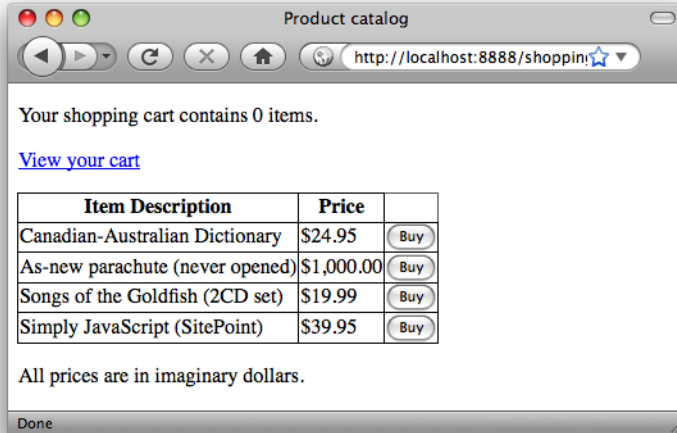 Product catalog
http://localhost:8888/shopping
Your shopping cart contains 0 items.
View your cart
Item Description Price
Canadian-Australian Dictionary $24.95 Buy
As-new parachute (never opened) $1,000.00 Buy
Songs of the Goldfish (2CD set) $19.99 Buy
Simply JavaScript (SitePoint) $39.95 Buy
All prices are in imaginary dollars.
Done